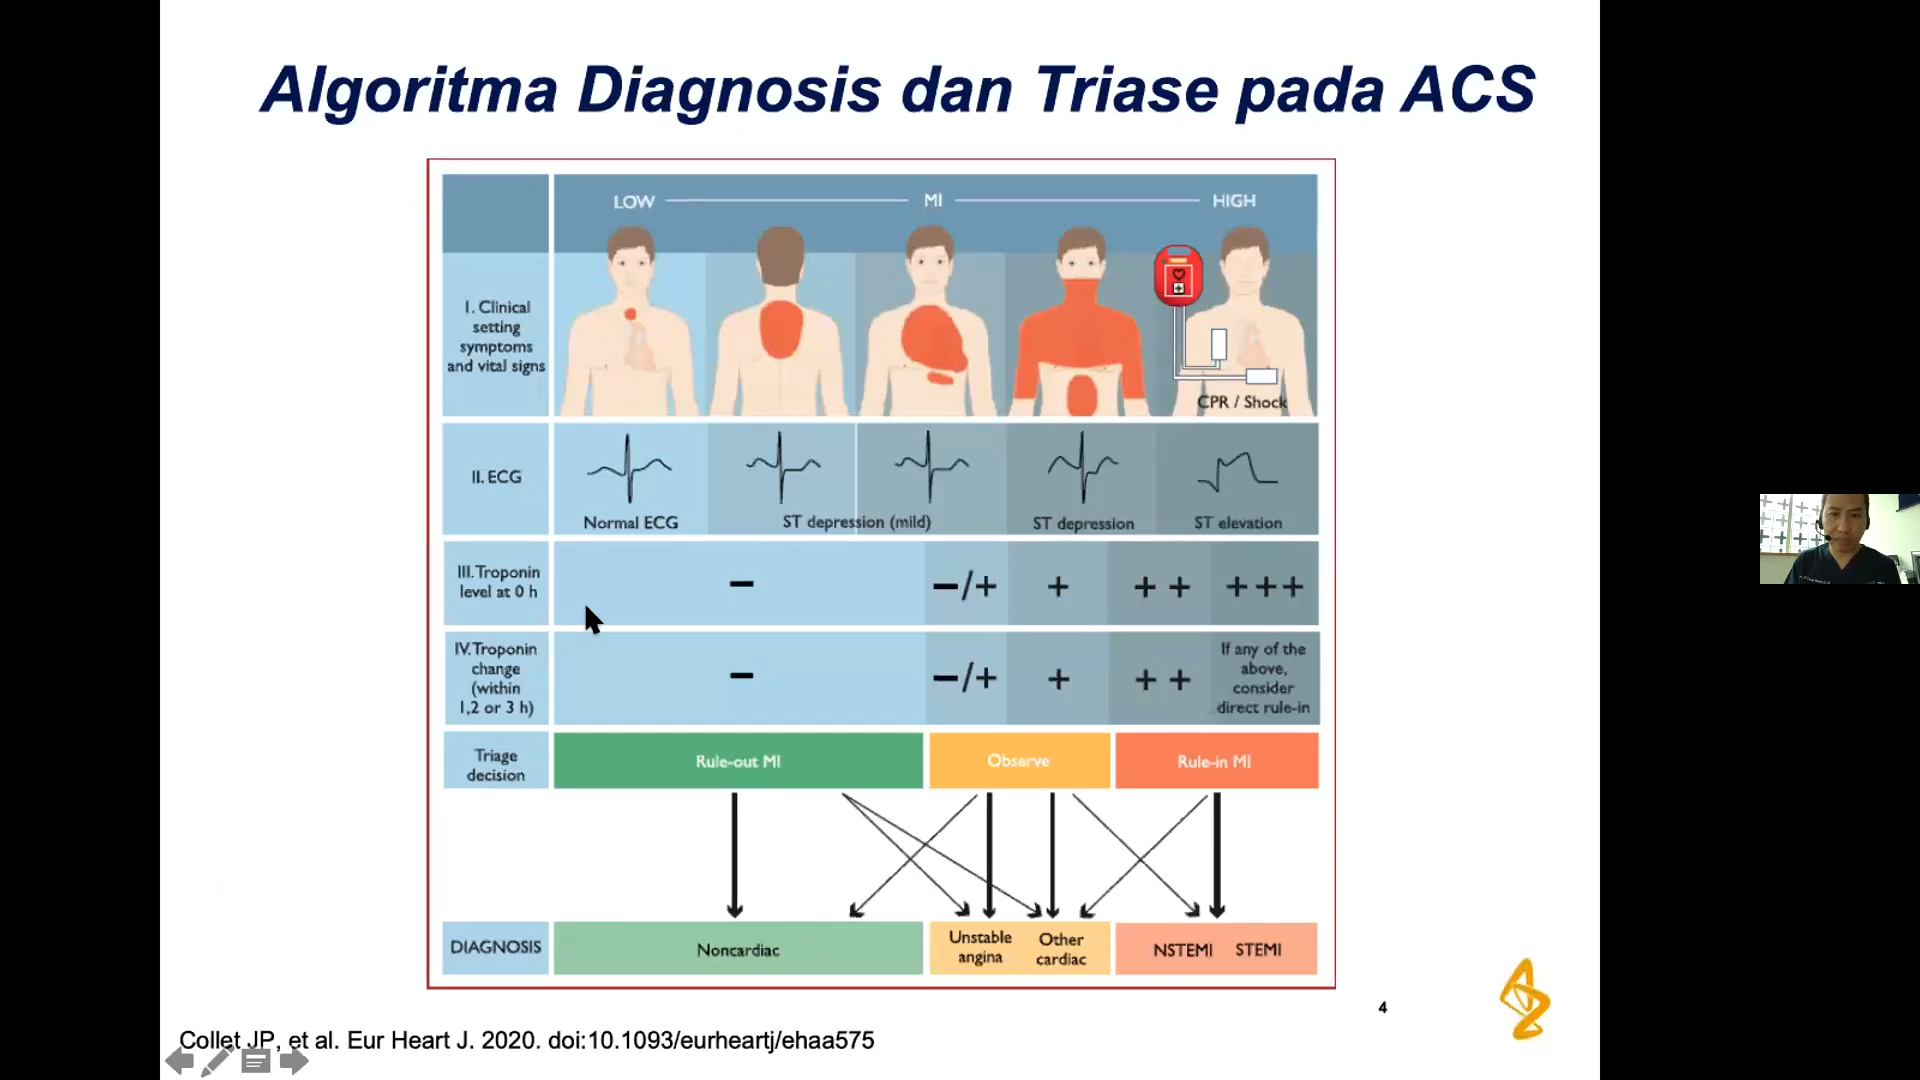 Algoritma Diagnosis dan Triase pada ACS
LOW MI HIGH
I. Clinical
setting
symptoms
and vital signs
CPR / Shock
II. ECG
Normal ECG
ST depression (mild)
ST depression
ST elevation
III. Troponin
level at 0 h
– –/+ + + + + + +
IV. Troponin
change
(within
1,2 or 3 h)
– –/+ + + +
If any of the
above,
consider
direct rule-in
Triage
decision
Rule-out MI
Observe
Rule-in MI
DIAGNOSIS
Noncardiac
Unstable
angina
Other
cardiac
NSTEMI STEMI
4
Collet JP, et al. Eur Heart J. 2020. doi:10.1093/eurheartj/ehaa575